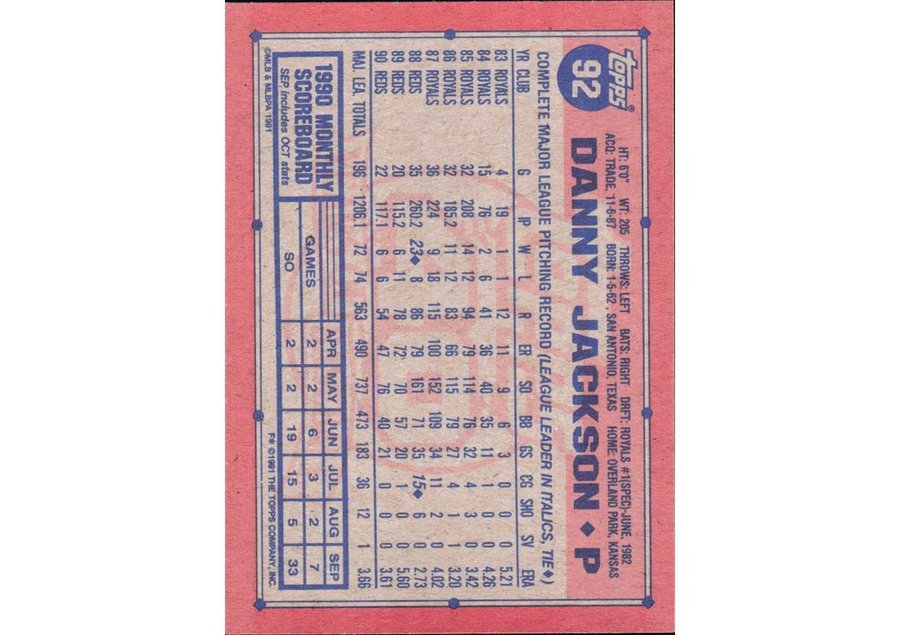 topps®
92
HT: 6'0" WT: 205 THROWS: LEFT BATS: RIGHT DRFT: ROYALS #1(SPEC)-JUNE, 1982
ACQ: TRADE, 11-6-87 BORN: 1-5-62, SAN ANTONIO TEXAS HOME: OVERLAND PARK, KANSAS
DANNY JACKSON ◆ P
COMPLETE MAJOR LEAGUE PITCHING RECORD (LEAGUE LEADER IN ITALICS, TIE◆)
YR CLUB G IP W L R ER SO BB GS CG SHO SV ERA
83 ROYALS 4 19 1 1 12 11 9 6 3 0 0 0 5.21
84 ROYALS 15 76 2 6 41 36 40 35 11 1 0 0 4.26
85 ROYALS 32 208 14 12 94 79 114 76 32 4 3 0 3.42
86 ROYALS 32 185.2 11 12 83 66 115 79 27 4 1 1 3.20
87 ROYALS 36 224 9 18 115 100 152 109 34 11 2 0 4.02
88 REDS 35 260.2 23◆ 8 86 79 161 71 35 15◆ 6 0 2.73
89 REDS 20 115.2 6 11 78 72 70 57 20 1 0 0 5.60
90 REDS 22 117.1 6 6 54 47 76 40 21 0 0 0 3.61
MAJ. LEA. TOTALS 196 1206.1 72 74 563 490 737 473 183 36 12 1 3.66
1990 MONTHLY
SCOREBOARD
SEP includes OCT stats
APR MAY JUN JUL AUG SEP
GAMES 2 2 6 3 2 7
SO 2 2 19 15 5 33
©MLB & MLBPA 1991
F* ©1991 THE TOPPS COMPANY, INC.